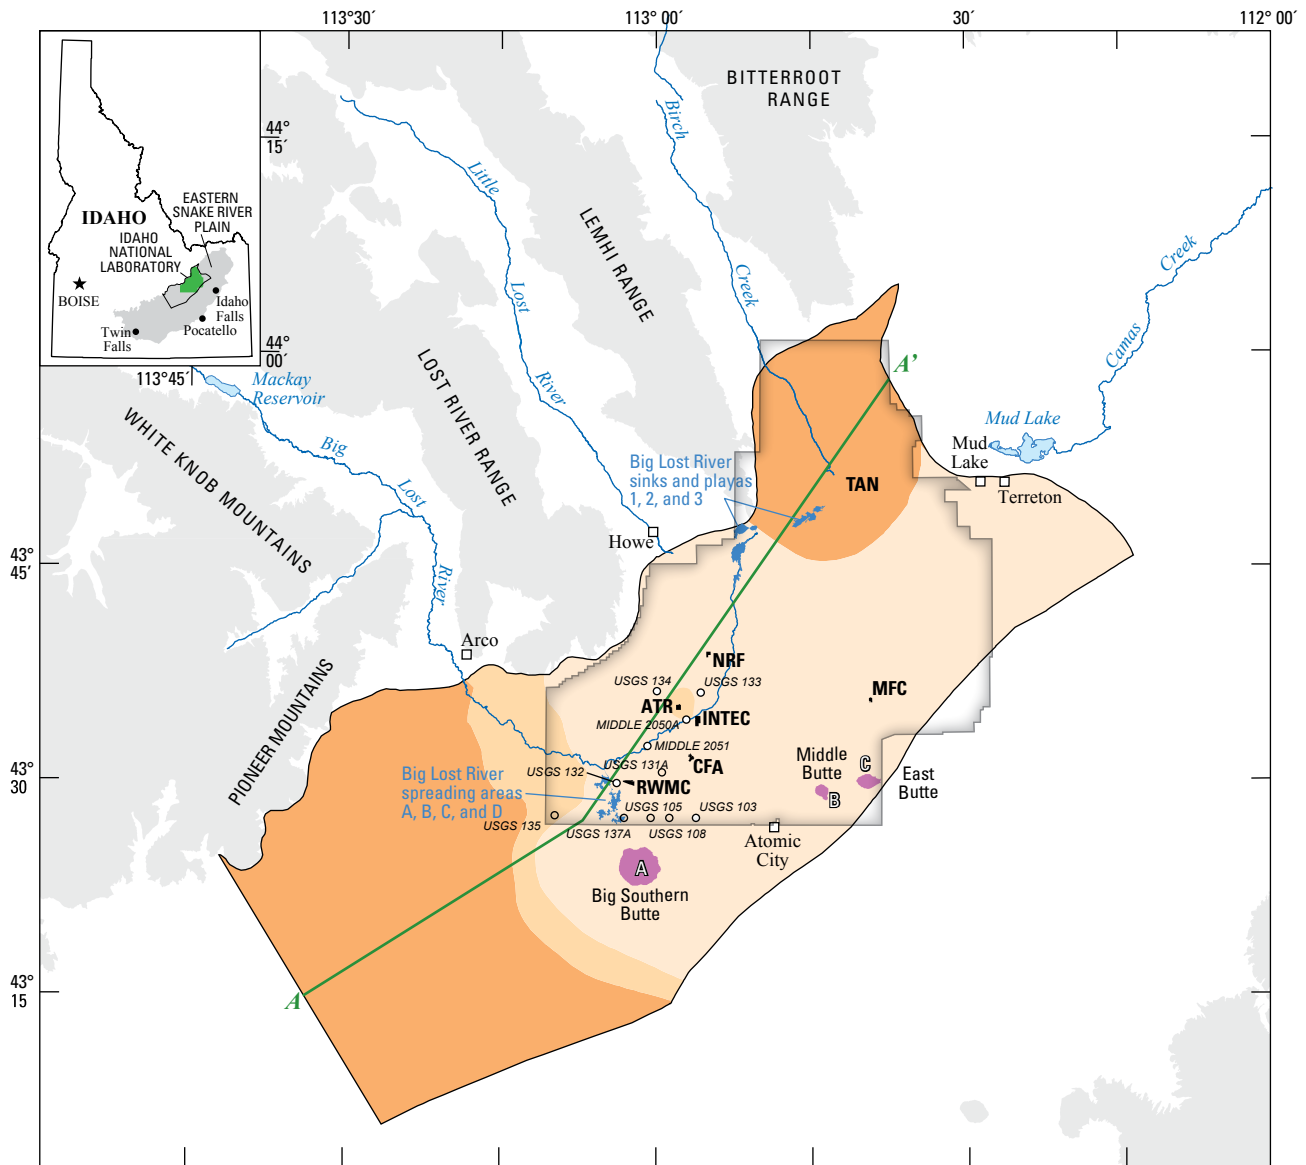 113°30´
113°00´
30´
112°00´
44°
15´
44°
00´
113°45´
43°
45´
43°
30
43°
15
IDAHO
EASTERN
SNAKE RIVER
PLAIN
IDAHO
NATIONAL
LABORATORY
BOISE
Idaho
Falls
Pocatello
Twin
Falls
BITTERROOT
RANGE
Birch
Creek
Little
Lost
River
LEMHI RANGE
LOST RIVER RANGE
Mackay
Reservoir
WHITE KNOB MOUNTAINS
Big
Lost
River
PIONEER MOUNTAINS
Camas
Creek
Mud Lake
Mud
Lake
Terreton
A’
TAN
Big Lost River
sinks and playas
1, 2, and 3
Howe
Arco
NRF
USGS 134
USGS 133
ATR
MIDDLE 2050A
INTEC
MFC
MIDDLE 2051
USGS 131A
CFA
USGS 132
RWMC
Big Lost River
spreading areas
A, B, C, and D
USGS 135
USGS 105
USGS 103
USGS 137A
USGS 108
Middle
Butte
B
C
East
Butte
Atomic
City
A
Big Southern
Butte
A